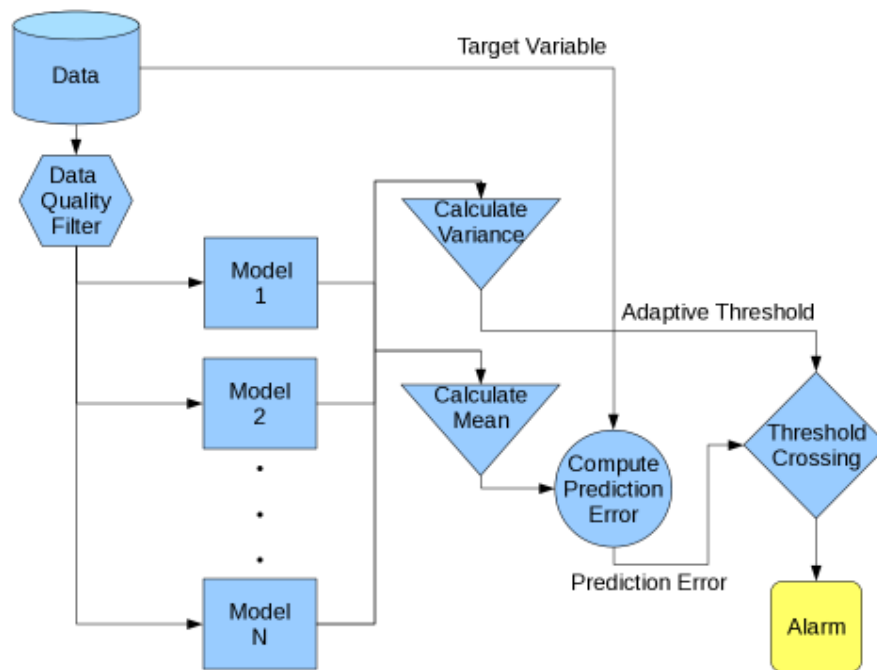 Target Variable
Data
Data
Quality
Filter
Calculate
Variance
Model
1
Adaptive Threshold
Model
2
Calculate
Mean
Threshold
Crossing
Compute
Prediction
Error
Prediction Error
Model
N
Alarm